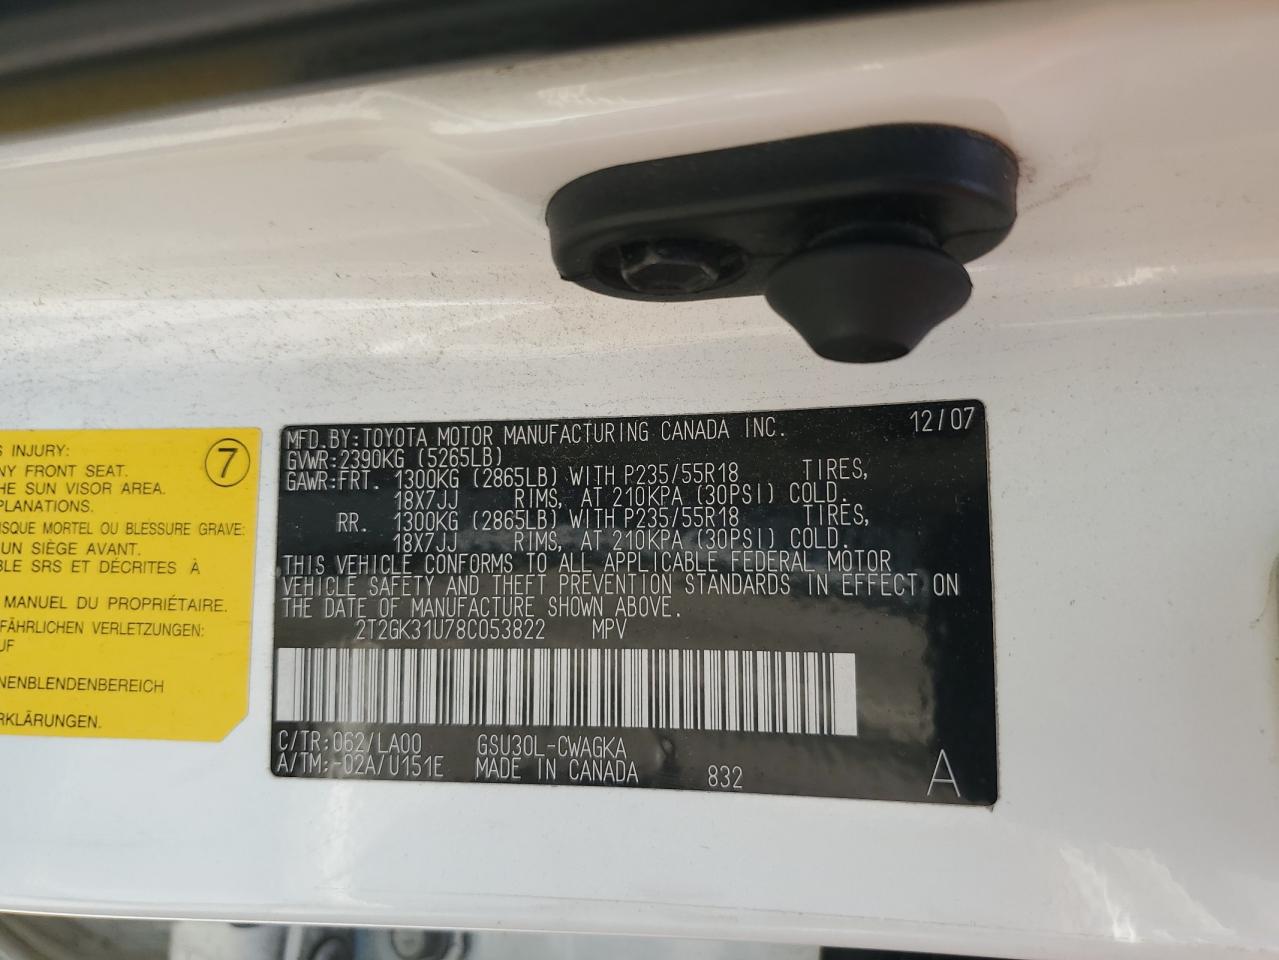 S INJURY:
NY FRONT SEAT.
HE SUN VISOR AREA.
PLANATIONS.
ISQUE MORTEL OU BLESSURE GRAVE:
UN SIÈGE AVANT.
BLE SRS ET DÉCRITES À
MANUEL DU PROPRIÉTAIRE.
FÄHRLICHEN VERLETZUNGEN:
UF
NENBLENDENBEREICH
RKLÄRUNGEN.
7
MFD.BY:TOYOTA MOTOR MANUFACTURING CANADA INC. 12/07
GVWR:2390KG (5265LB)
GAWR:FRT. 1300KG (2865LB) WITH P235/55R18 TIRES,
18X7JJ RIMS, AT 210KPA (30PSI) COLD.
RR. 1300KG (2865LB) WITH P235/55R18 TIRES,
18X7JJ RIMS, AT 210KPA (30PSI) COLD.
THIS VEHICLE CONFORMS TO ALL APPLICABLE FEDERAL MOTOR
VEHICLE SAFETY AND THEFT PREVENTION STANDARDS IN EFFECT ON
THE DATE OF MANUFACTURE SHOWN ABOVE.
2T2GK31U78C053822 MPV
C/TR:062/LA00 GSU30L-CWAGKA
A/TM:-02A/U151E MADE IN CANADA 832 A